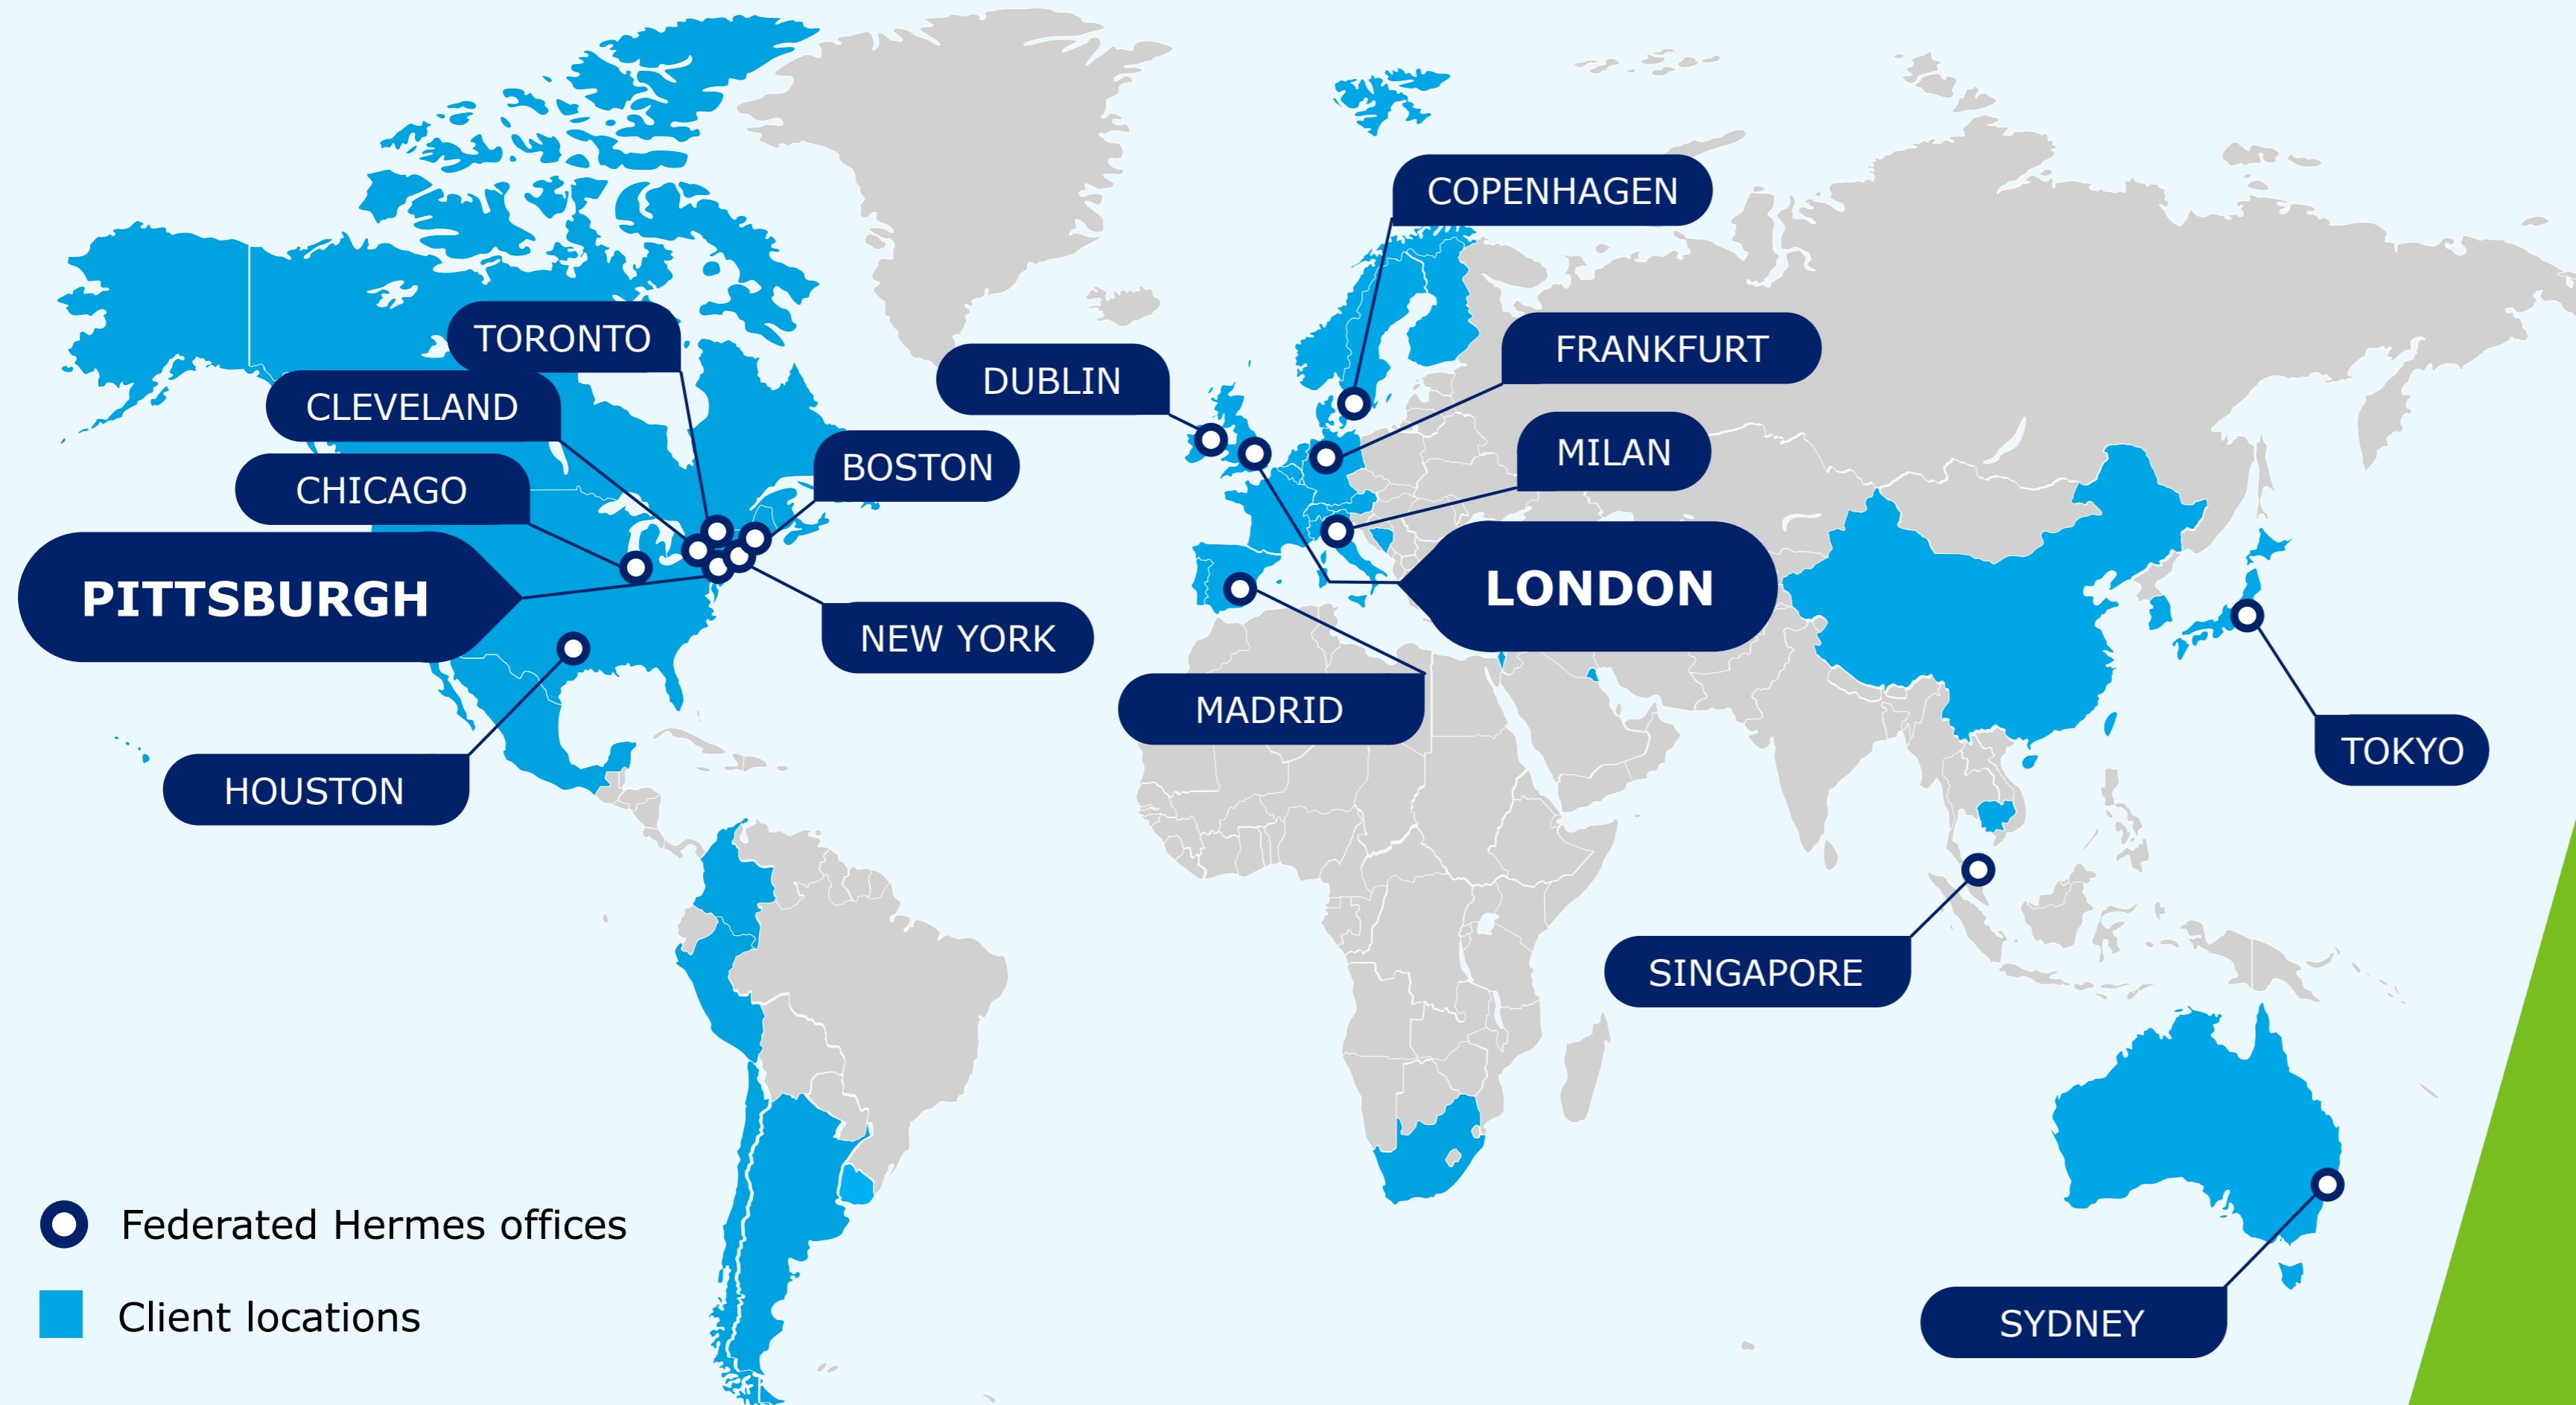 COPENHAGEN
TORONTO
FRANKFURT
DUBLIN
CLEVELAND
MILAN
BOSTON
CHICAGO
PITTSBURGH
LONDON
NEW YORK
MADRID
TOKYO
HOUSTON
SINGAPORE
Federated Hermes offices
Client locations
SYDNEY